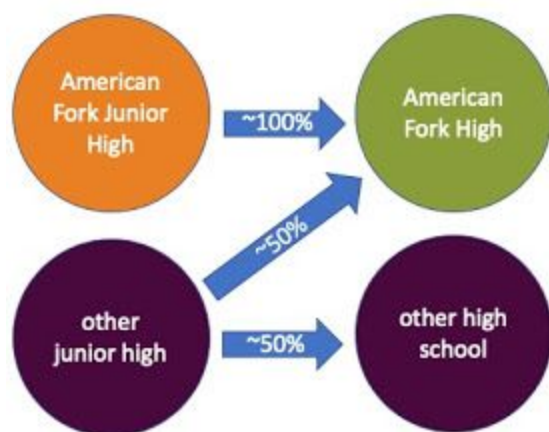 American
Fork Junior
High
~100%
American
Fork High
~50%
other
junior high
~50%
other high
school